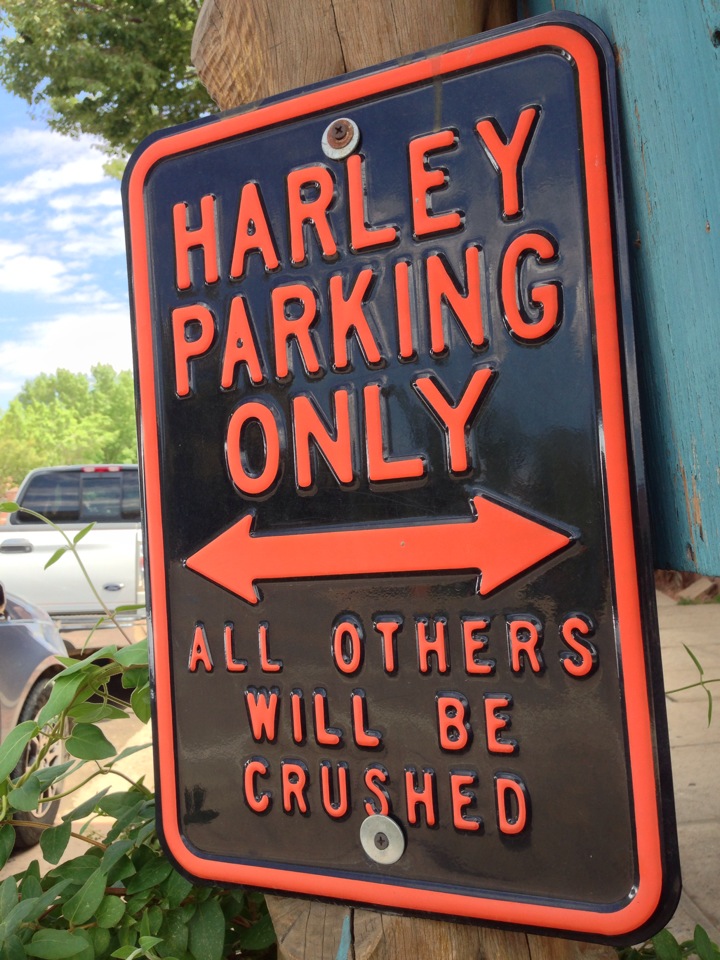 HARLEY
PARKING
ONLY
ALL OTHERS
WILL BE
CRUSHED